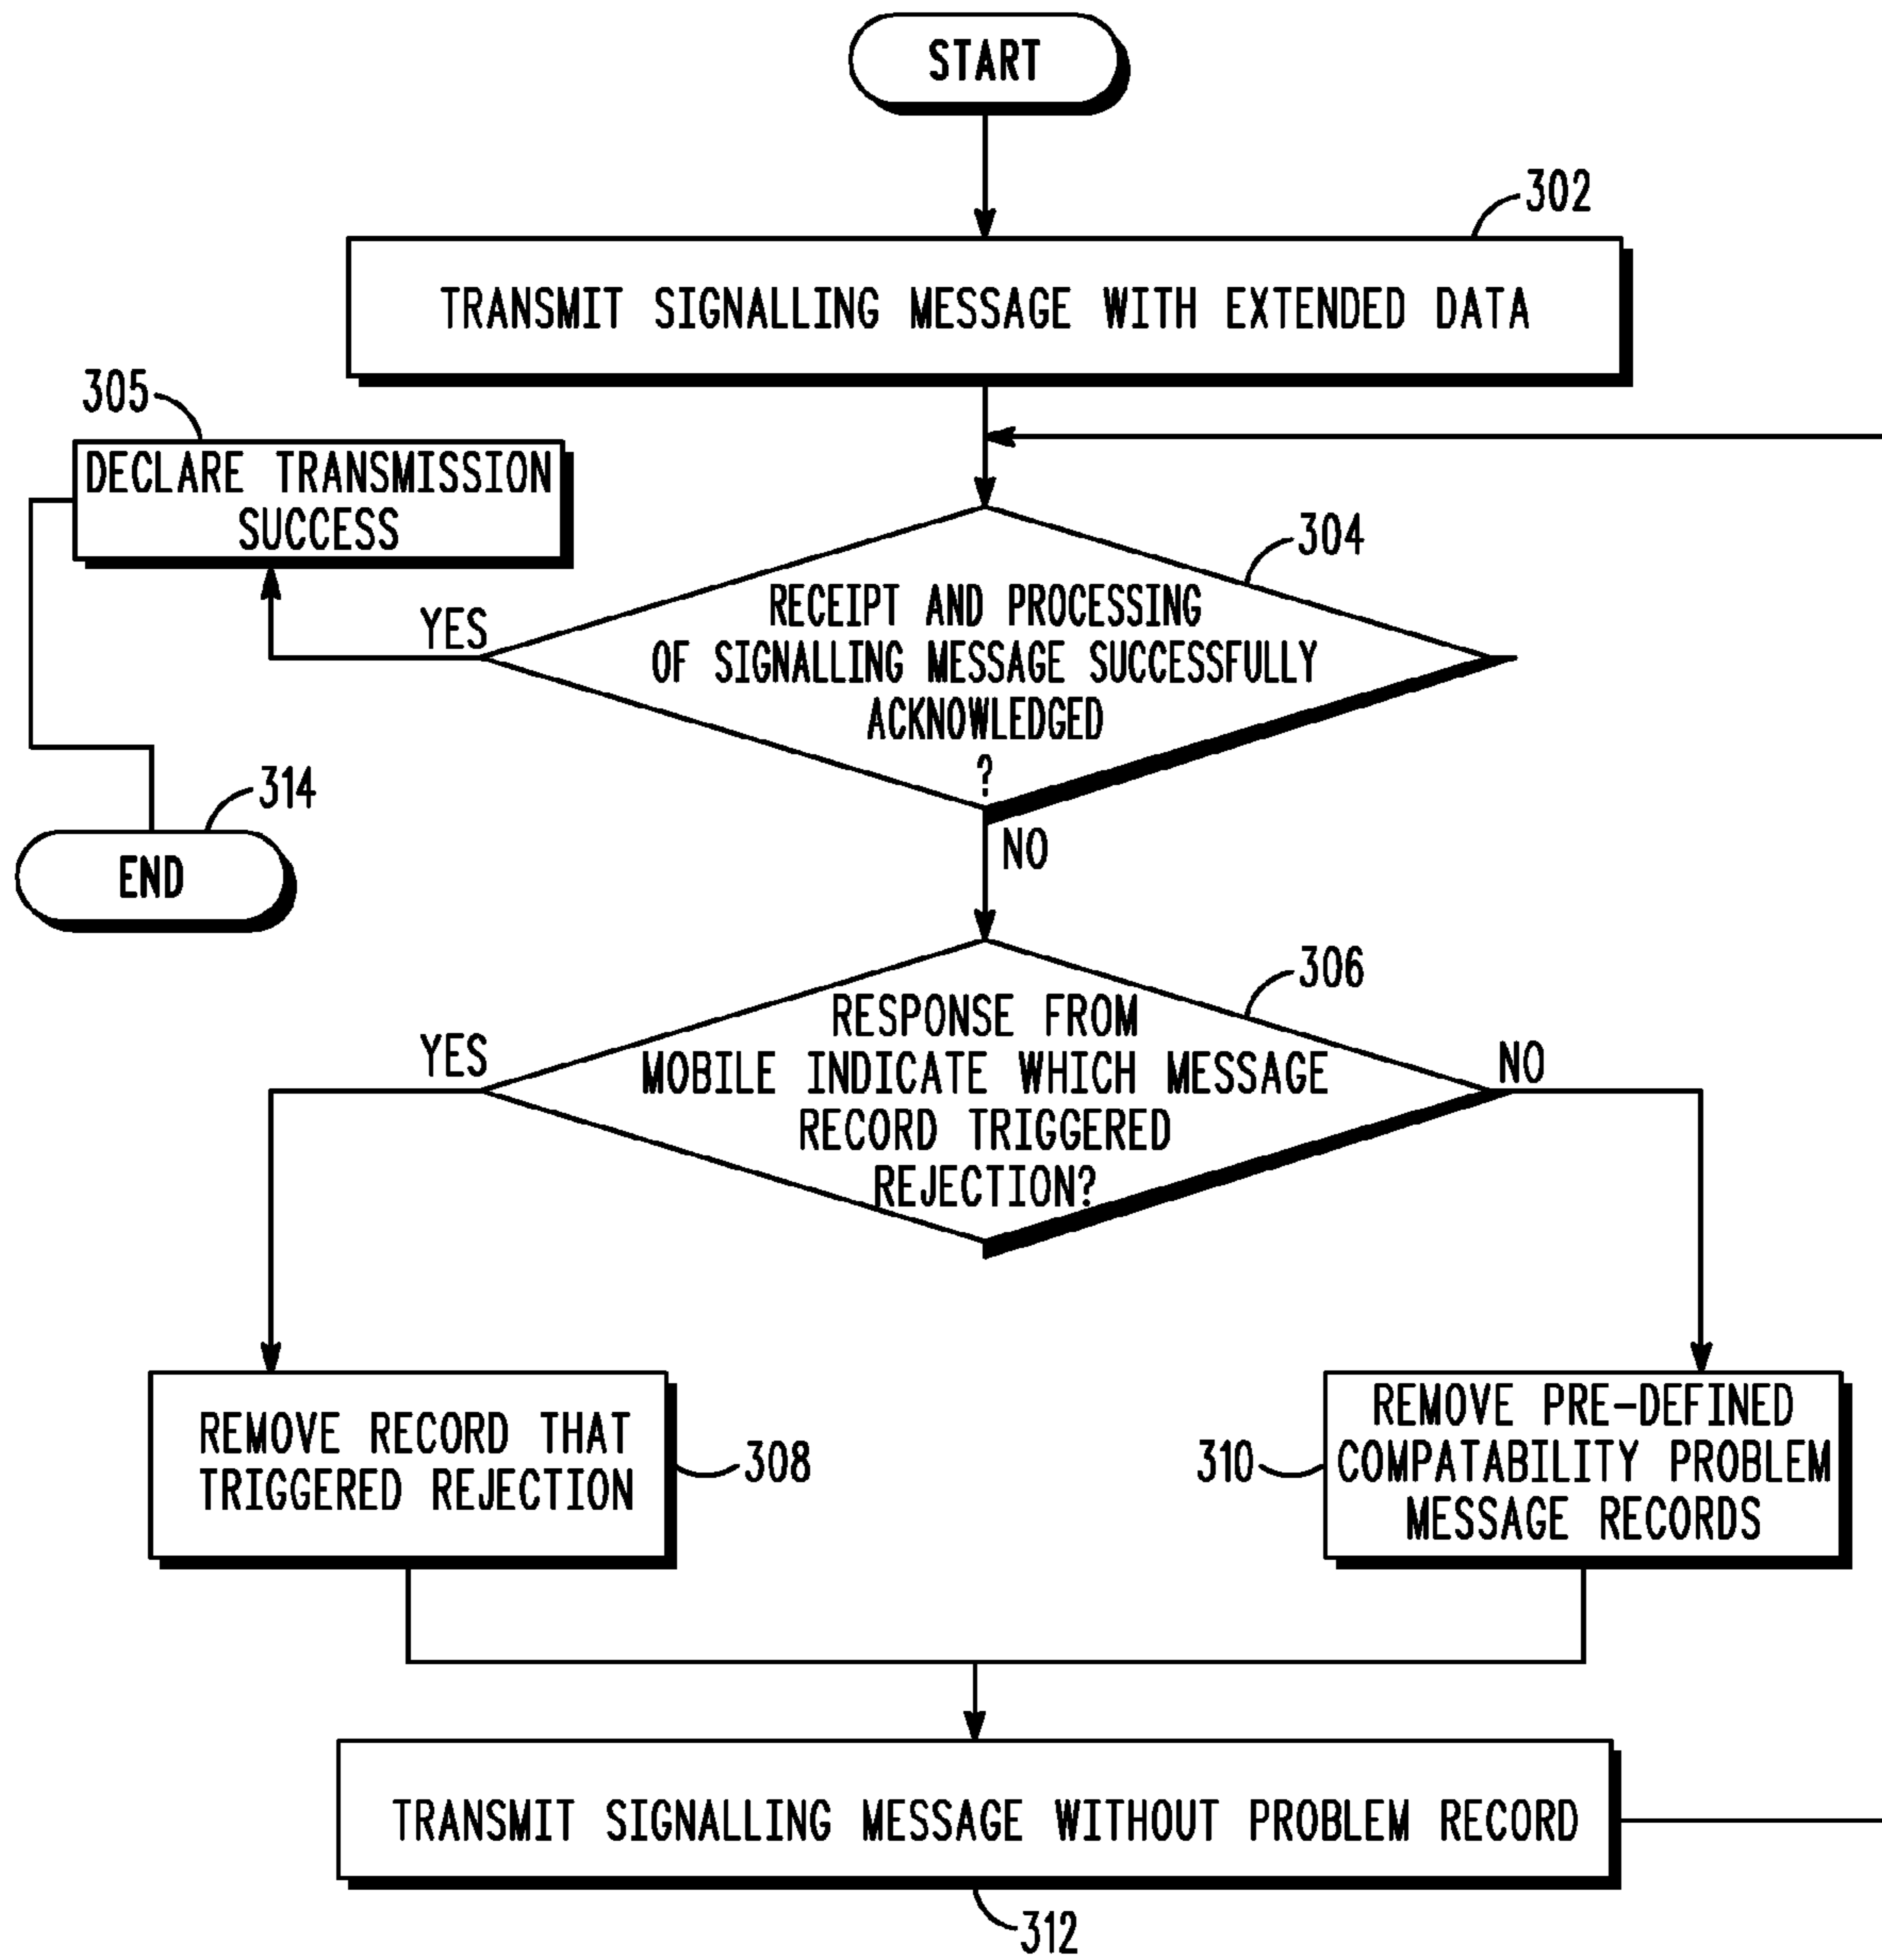 START
302
TRANSMIT SIGNALLING MESSAGE WITH EXTENDED DATA
305
DECLARE TRANSMISSION
SUCCESS
304
YES
RECEIPT AND PROCESSING
OF SIGNALLING MESSAGE SUCCESSFULLY
ACKNOWLEDGED
?
314
END
NO
306
YES
RESPONSE FROM
MOBILE INDICATE WHICH MESSAGE
RECORD TRIGGERED
REJECTION?
NO
REMOVE RECORD THAT
TRIGGERED REJECTION
308
310
REMOVE PRE-DEFINED
COMPATABILITY PROBLEM
MESSAGE RECORDS
TRANSMIT SIGNALLING MESSAGE WITHOUT PROBLEM RECORD
312